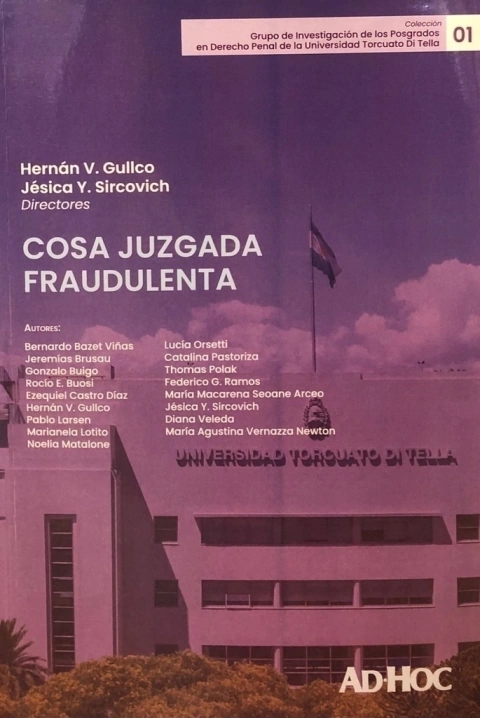 Colección
Grupo de Investigación de los Posgrados
en Derecho Penal de la Universidad Torcuato Di Tella
01
Hernán V. Gullco
Jésica Y. Sircovich
Directores
COSA JUZGADA
FRAUDULENTA
AUTORES:
Bernardo Bazet Viñas
Jeremías Brusau
Gonzalo Buigo
Rocío E. Buosi
Ezequiel Castro Díaz
Hernán V. Gullco
Pablo Larsen
Marianela Lotito
Noelia Matalone
Lucía Orsetti
Catalina Pastoriza
Thomas Polak
Federico G. Ramos
María Macarena Seoane Arceo
Jésica Y. Sircovich
Diana Veleda
María Agustina Vernazza Newton
UNIVERSIDAD TORCUATO DI TELLA
AD·HOC